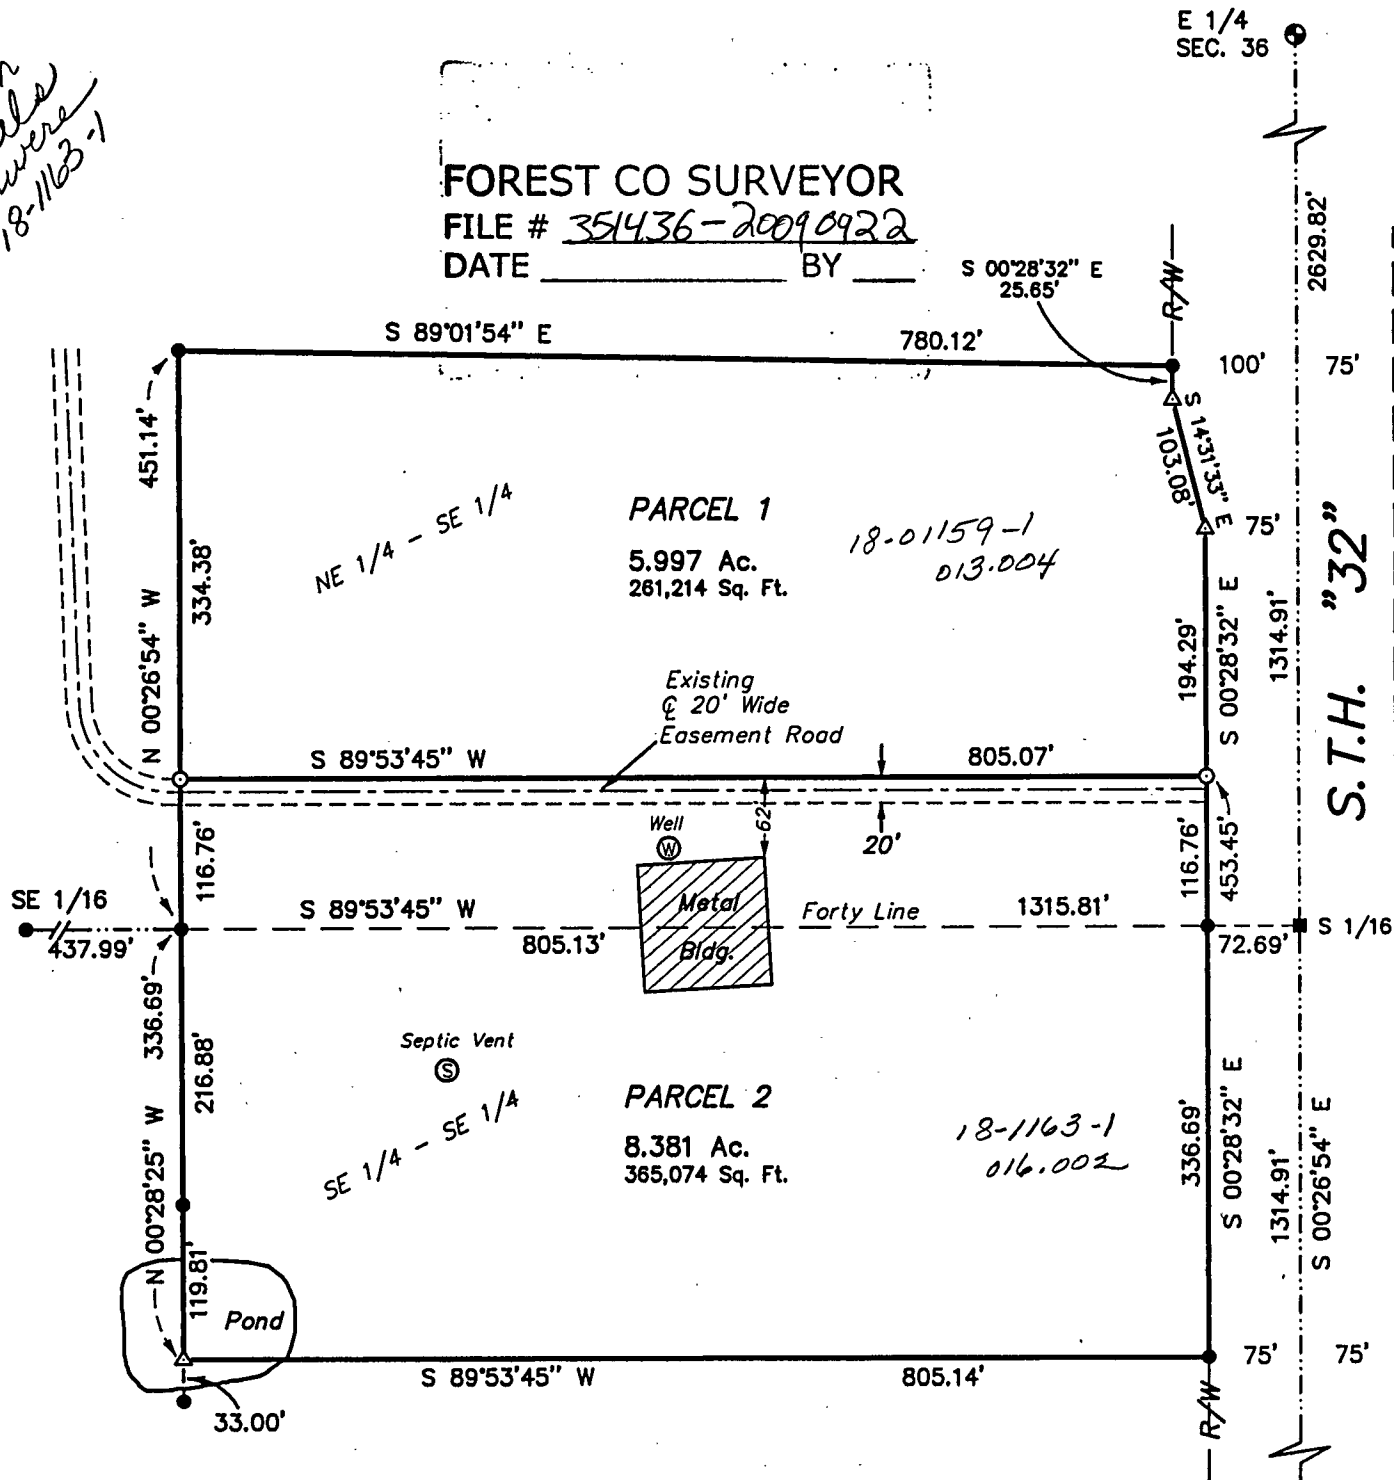 E 1/4
SEC. 36
were
18-1163-1
FOREST CO SURVEYOR
FILE # 351436-20090922
DATE ____________ BY ____
S 00°28'32" E
25.65'
R/W
2629.82'
S 89°01'54" E
780.12'
100'
75'
451.14'
S 14°31'33" E
103.08'
75'
NE 1/4 - SE 1/4
PARCEL 1
5.997 Ac.
261,214 Sq. Ft.
18-01159-1
013.004
S.T.H. "32"
334.38'
N 00°26'54" W
194.29'
S 00°28'32" E
1314.91'
Existing
℄ 20' Wide
Easement Road
S 89°53'45" W
805.07'
62
20'
Well
W
116.76'
116.76'
453.45'
SE 1/16
437.99'
S 89°53'45" W
805.13'
Metal
Bldg.
Forty Line
1315.81'
72.69'
S 1/16
336.69'
216.88'
Septic Vent
S
SE 1/4 - SE 1/4
PARCEL 2
8.381 Ac.
365,074 Sq. Ft.
18-1163-1
016.002
336.69'
S 00°28'32" E
1314.91'
S 00°26'54" E
N 00°28'25" W
119.81'
Pond
S 89°53'45" W
805.14'
75'
75'
33.00'
R/W